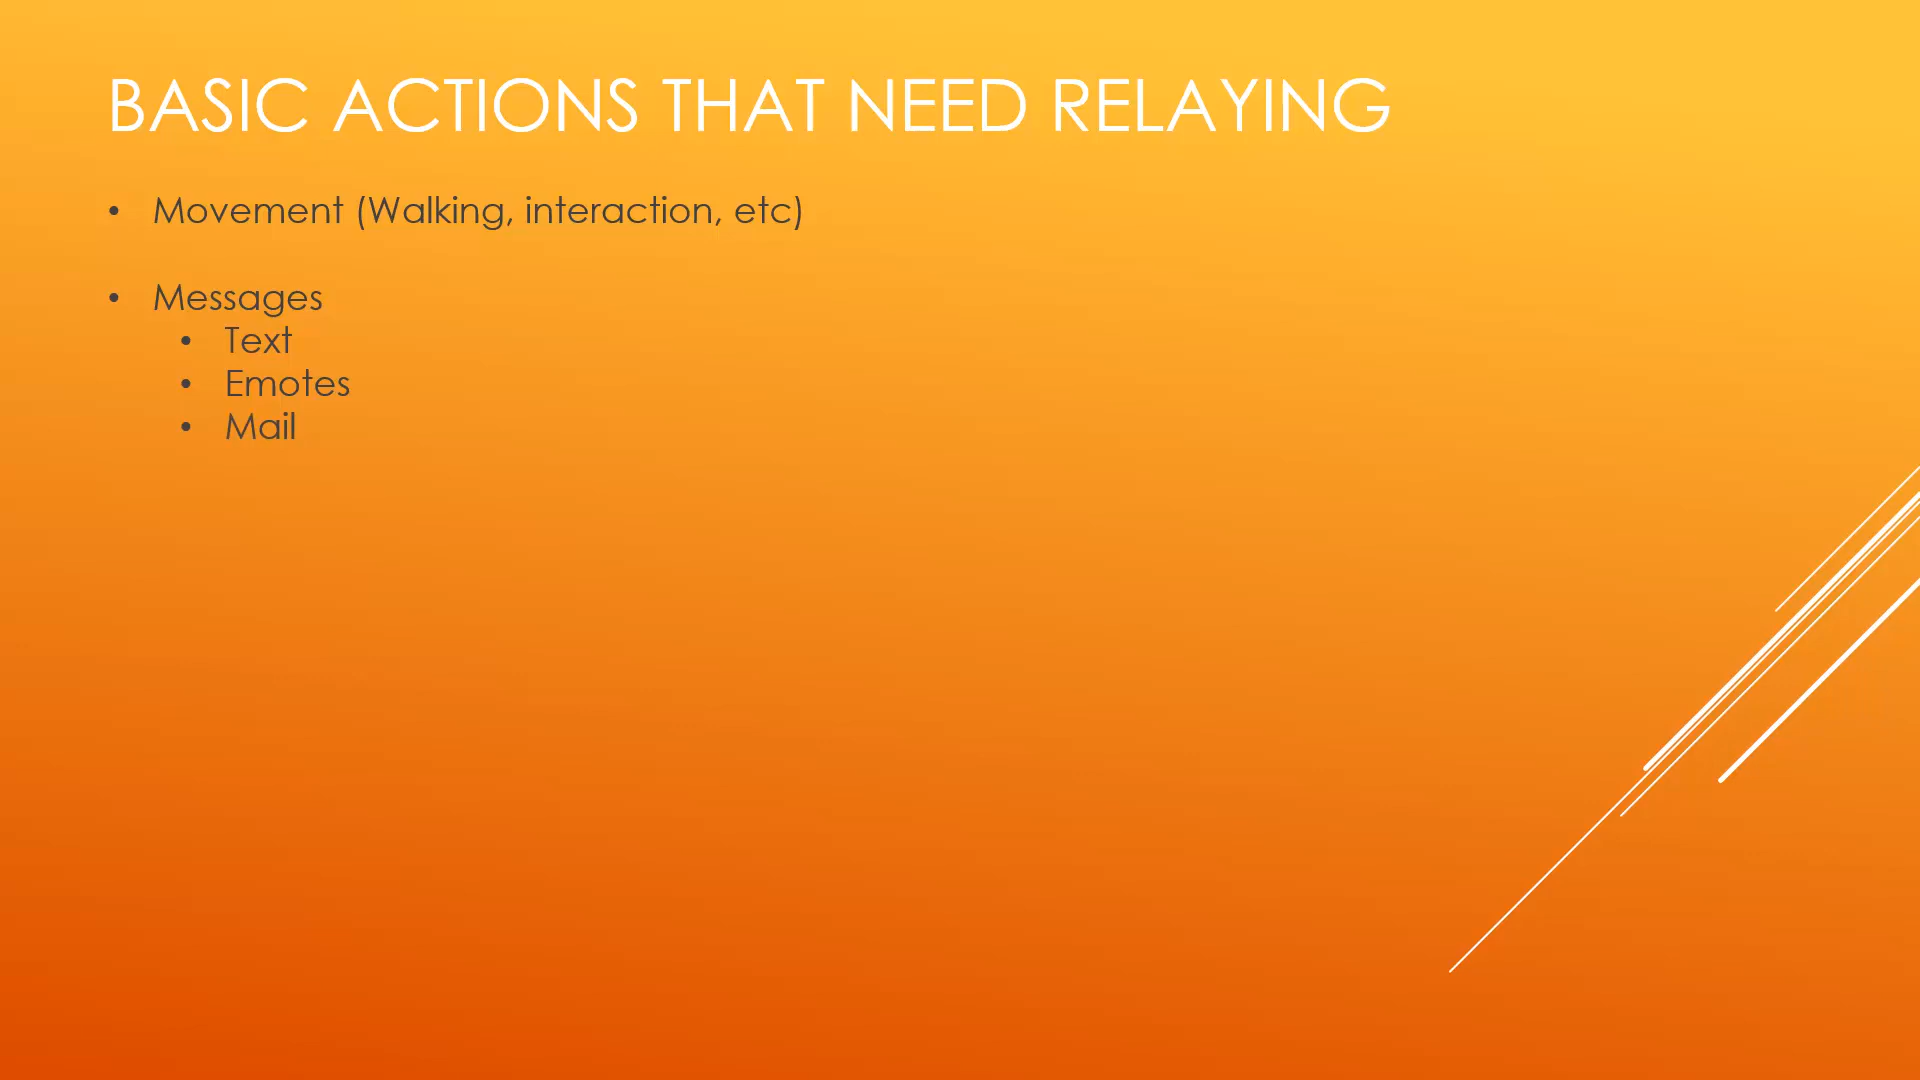 BASIC ACTIONS THAT NEED RELAYING
• Movement (Walking, interaction, etc)
• Messages
• Text
• Emotes
• Mail